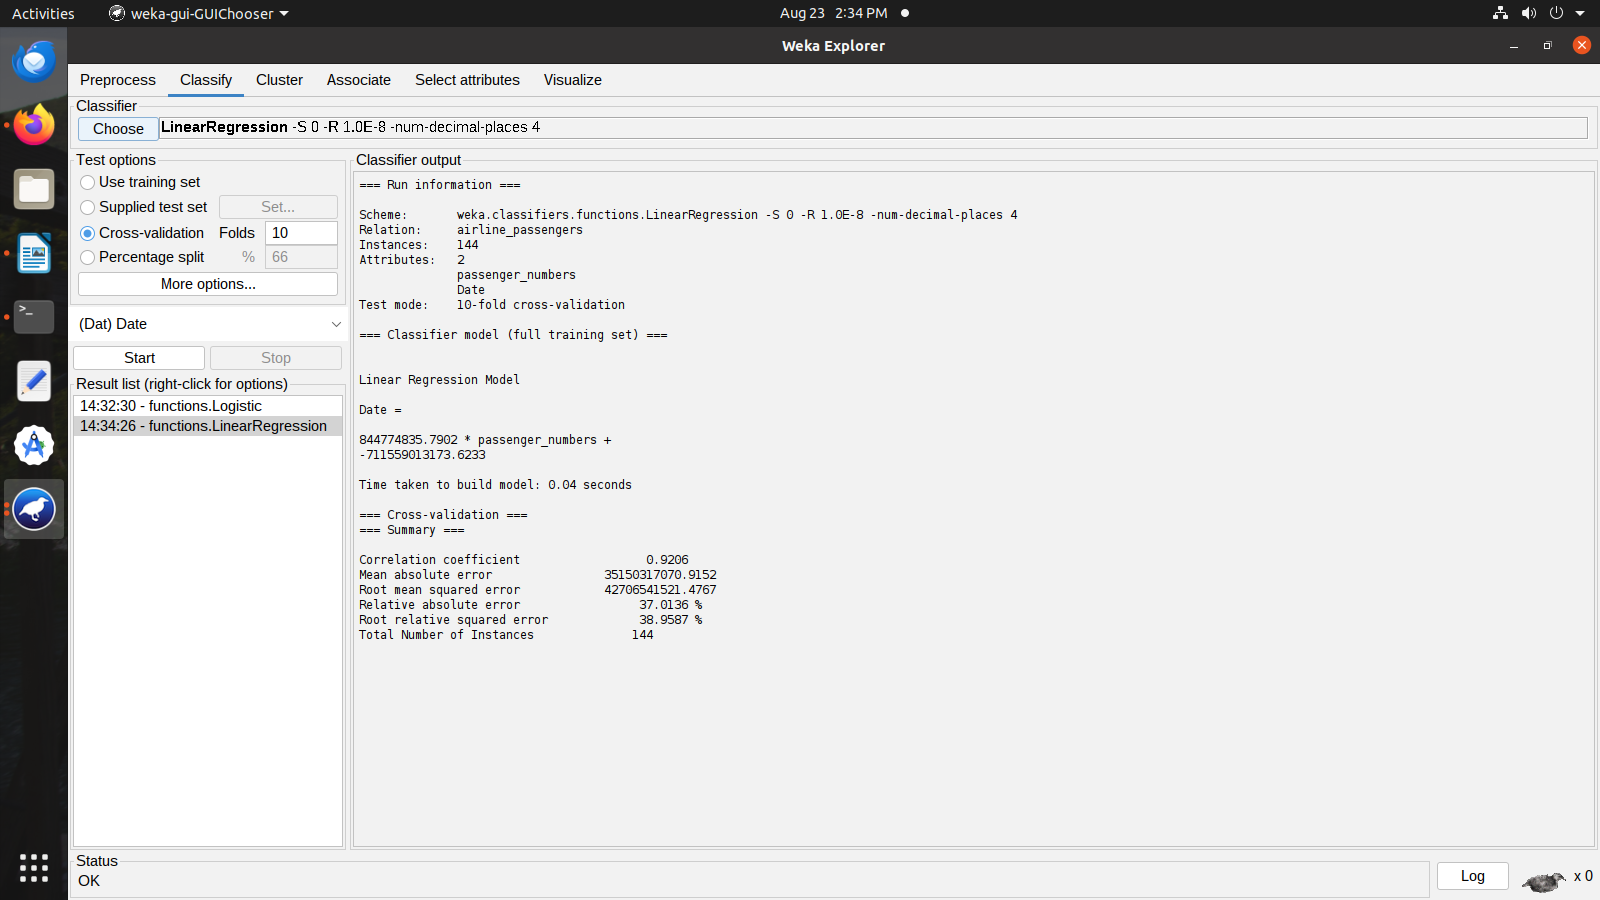 Activities
weka-gui-GUIChooser
Aug 23 2:34 PM
Weka Explorer
Preprocess Classify Cluster Associate Select attributes Visualize
Classifier
Choose LinearRegression -S 0 -R 1.0E-8 -num-decimal-places 4
Test options
Use training set
Supplied test set Set...
Cross-validation Folds 10
Percentage split % 66
More options...
(Dat) Date
Start Stop
Result list (right-click for options)
14:32:30 - functions.Logistic
14:34:26 - functions.LinearRegression
Classifier output
=== Run information ===
Scheme: weka.classifiers.functions.LinearRegression -S 0 -R 1.0E-8 -num-decimal-places 4
Relation: airline_passengers
Instances: 144
Attributes: 2
passenger_numbers
Date
Test mode: 10-fold cross-validation
=== Classifier model (full training set) ===
Linear Regression Model
Date =
844774835.7902 * passenger_numbers +
-711559013173.6233
Time taken to build model: 0.04 seconds
=== Cross-validation ===
=== Summary ===
Correlation coefficient 0.9206
Mean absolute error 35150317070.9152
Root mean squared error 42706541521.4767
Relative absolute error 37.0136 %
Root relative squared error 38.9587 %
Total Number of Instances 144
Status
OK
Log
x 0